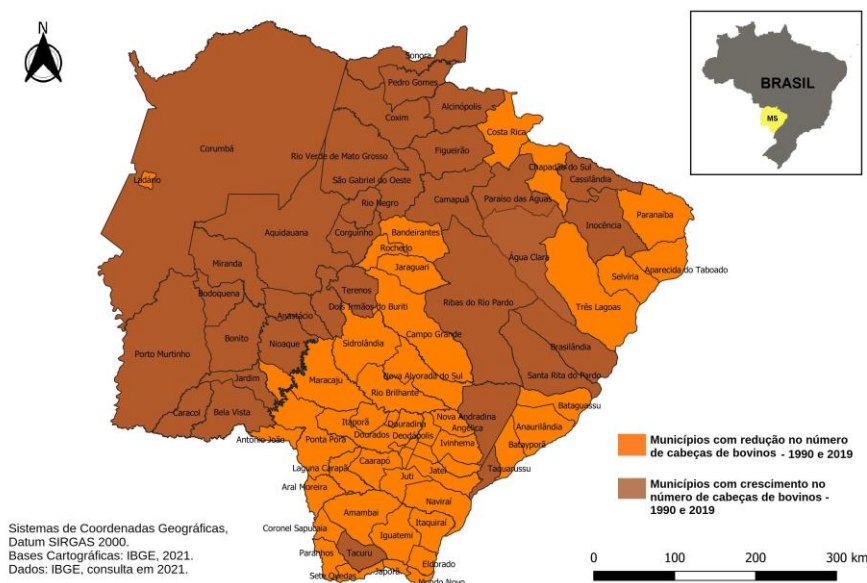 N
BRASIL
MS
Sonora
Pedro Gomes
Alcinópolis
Coxim
Costa Rica
Corumbá
Figueirão
Rio Verde de Mato Grosso
Chapadão do Sul
Cassilândia
Ladário
São Gabriel do Oeste
Camapuã
Paraíso das Águas
Rio Negro
Inocência
Paranaíba
Aquidauana
Corguinho
Bandeirantes
Rochedo
Água Clara
Miranda
Jaraguari
Selvíria
Aparecida do Taboado
Terenos
Bodoquena
Dois Irmãos do Buriti
Ribas do Rio Pardo
Três Lagoas
Anastácio
Campo Grande
Bonito
Nioaque
Sidrolândia
Brasilândia
Porto Murtinho
Jardim
Maracaju
Nova Alvorada do Sul
Santa Rita do Pardo
Rio Brilhante
Caracol
Bela Vista
Bataguassu
Itaporã
Douradina
Nova Andradina
Angélica
Anaurilândia
Antônio João
Ponta Porã
Dourados
Deodápolis
Ivinhema
Batayporã
Laguna Carapã
Caarapó
Jateí
Taquarussu
Juti
Aral Moreira
Naviraí
Amambai
Coronel Sapucaia
Itaquiraí
Iguatemi
Paranhos
Tacuru
Eldorado
Sete Quedas
Japorã
Mundo Novo
Municípios com redução no número
de cabeças de bovinos - 1990 e 2019
Municípios com crescimento no
número de cabeças de bovinos -
1990 e 2019
Sistemas de Coordenadas Geográficas,
Datum SIRGAS 2000.
Bases Cartográficas: IBGE, 2021.
Dados: IBGE, consulta em 2021.
0 100 200 300 km